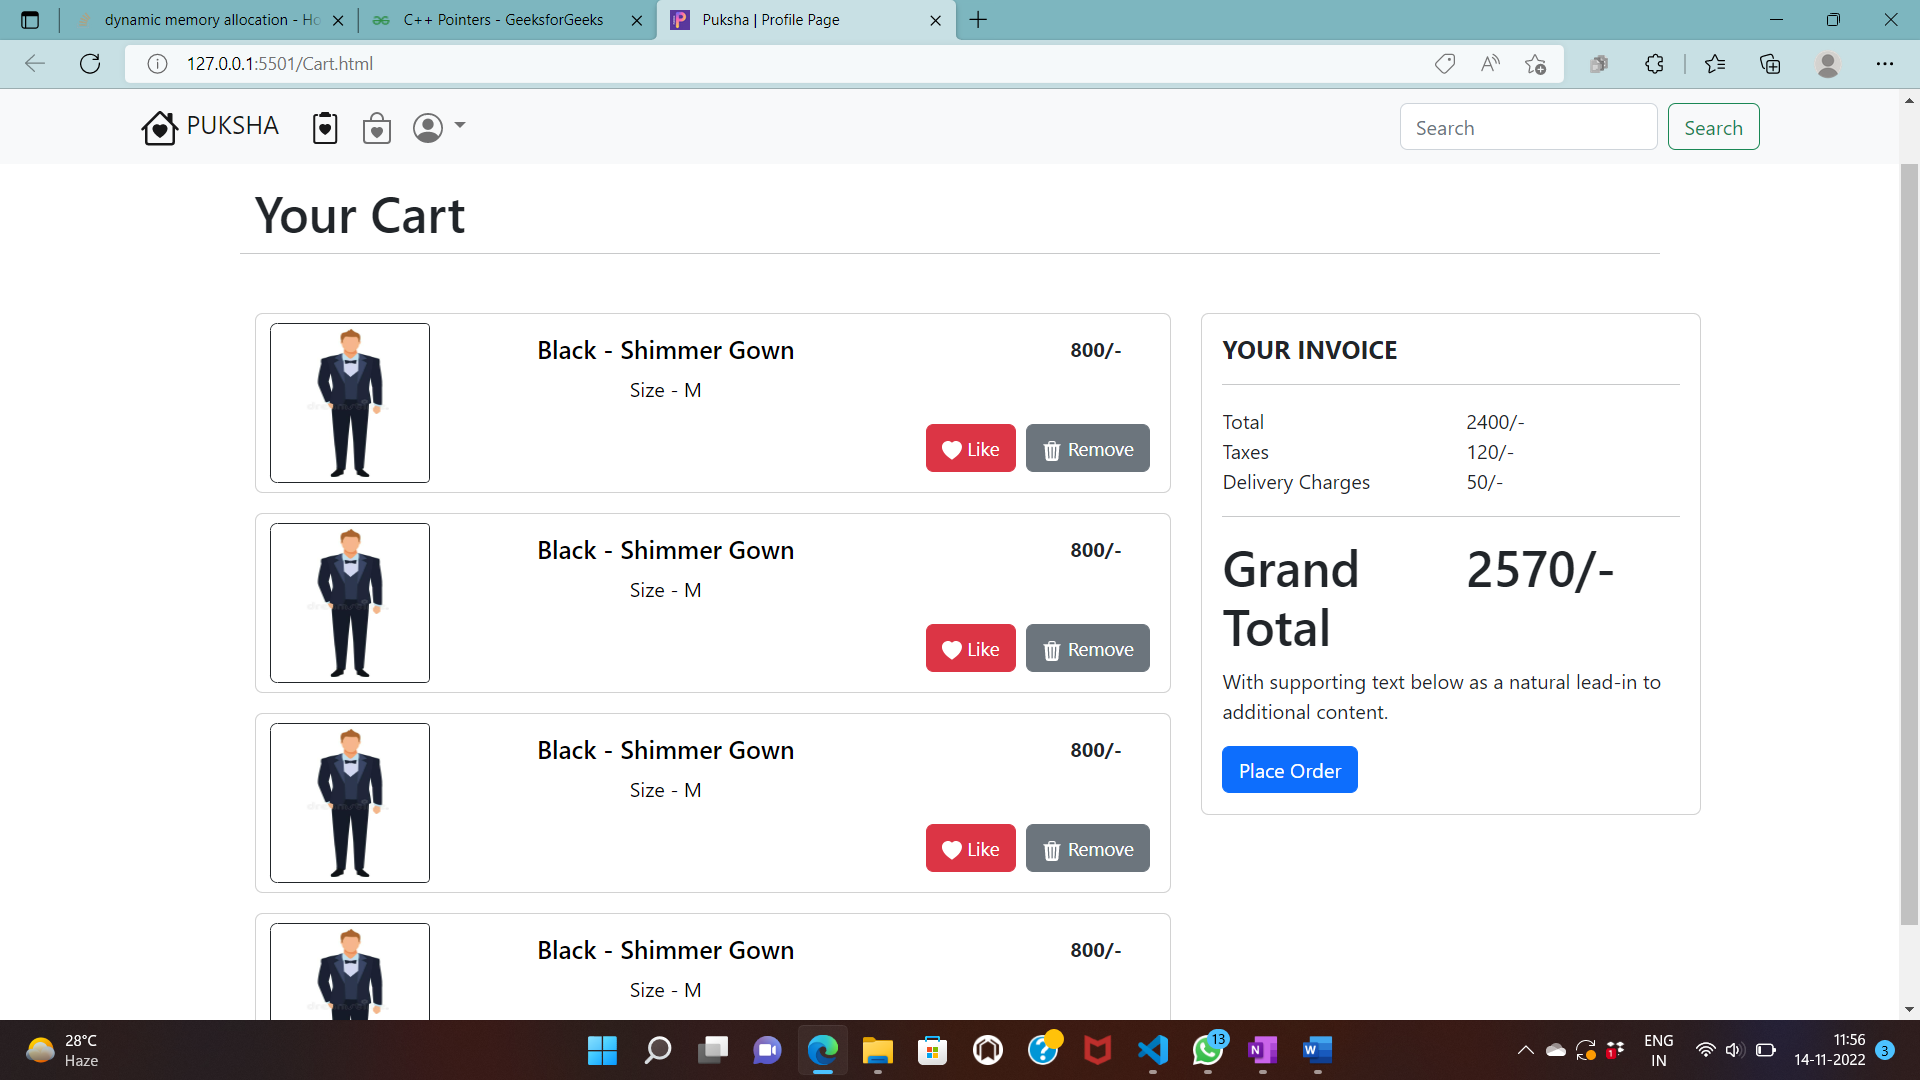 dynamic memory allocation - Ho
C++ Pointers - GeeksforGeeks
Puksha | Profile Page
127.0.0.1:5501/Cart.html
PUKSHA
Search
Search
Your Cart
Black - Shimmer Gown
800/-
Size - M
Like
Remove
Black - Shimmer Gown
800/-
Size - M
Like
Remove
Black - Shimmer Gown
800/-
Size - M
Like
Remove
Black - Shimmer Gown
800/-
Size - M
YOUR INVOICE
Total 2400/-
Taxes 120/-
Delivery Charges 50/-
Grand 2570/-
Total
With supporting text below as a natural lead-in to
additional content.
Place Order
28°C
Haze
13
1
ENG
IN
11:56
14-11-2022
3